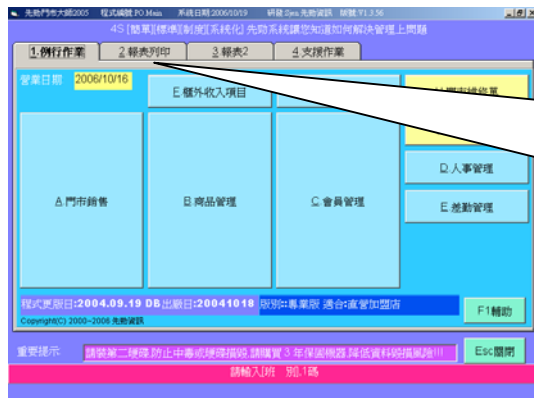 先勁門市大師2005 程式編號:PO Main 系統日期:2006/10/19 研發:Syen 先勁資訊 版號:V1.3.56
4S [簡單][標準][制度][系統化] 先勁系統讓您知道如何解決管理上問題
1.例行作業 2.報表列印 3.報表2 4.支援作業
營業日期 2006/10/16
E.櫃外收入項目
A.門市銷售
B.商品管理
C.會員管理
D.人事管理
E.差勤管理
程式更版日:2004.09.19 DB出廠日:20041018 版別::專業版 適合:直營加盟店
Copyright(C) 2000~2006 先勁資訊
F1輔助
重要提示: 請裝第二硬碟,防止中毒或硬碟損毀,請購買 3 年保固機器,降低資料毀損風險!!!
Esc關閉
請輸入[班 別],1碼